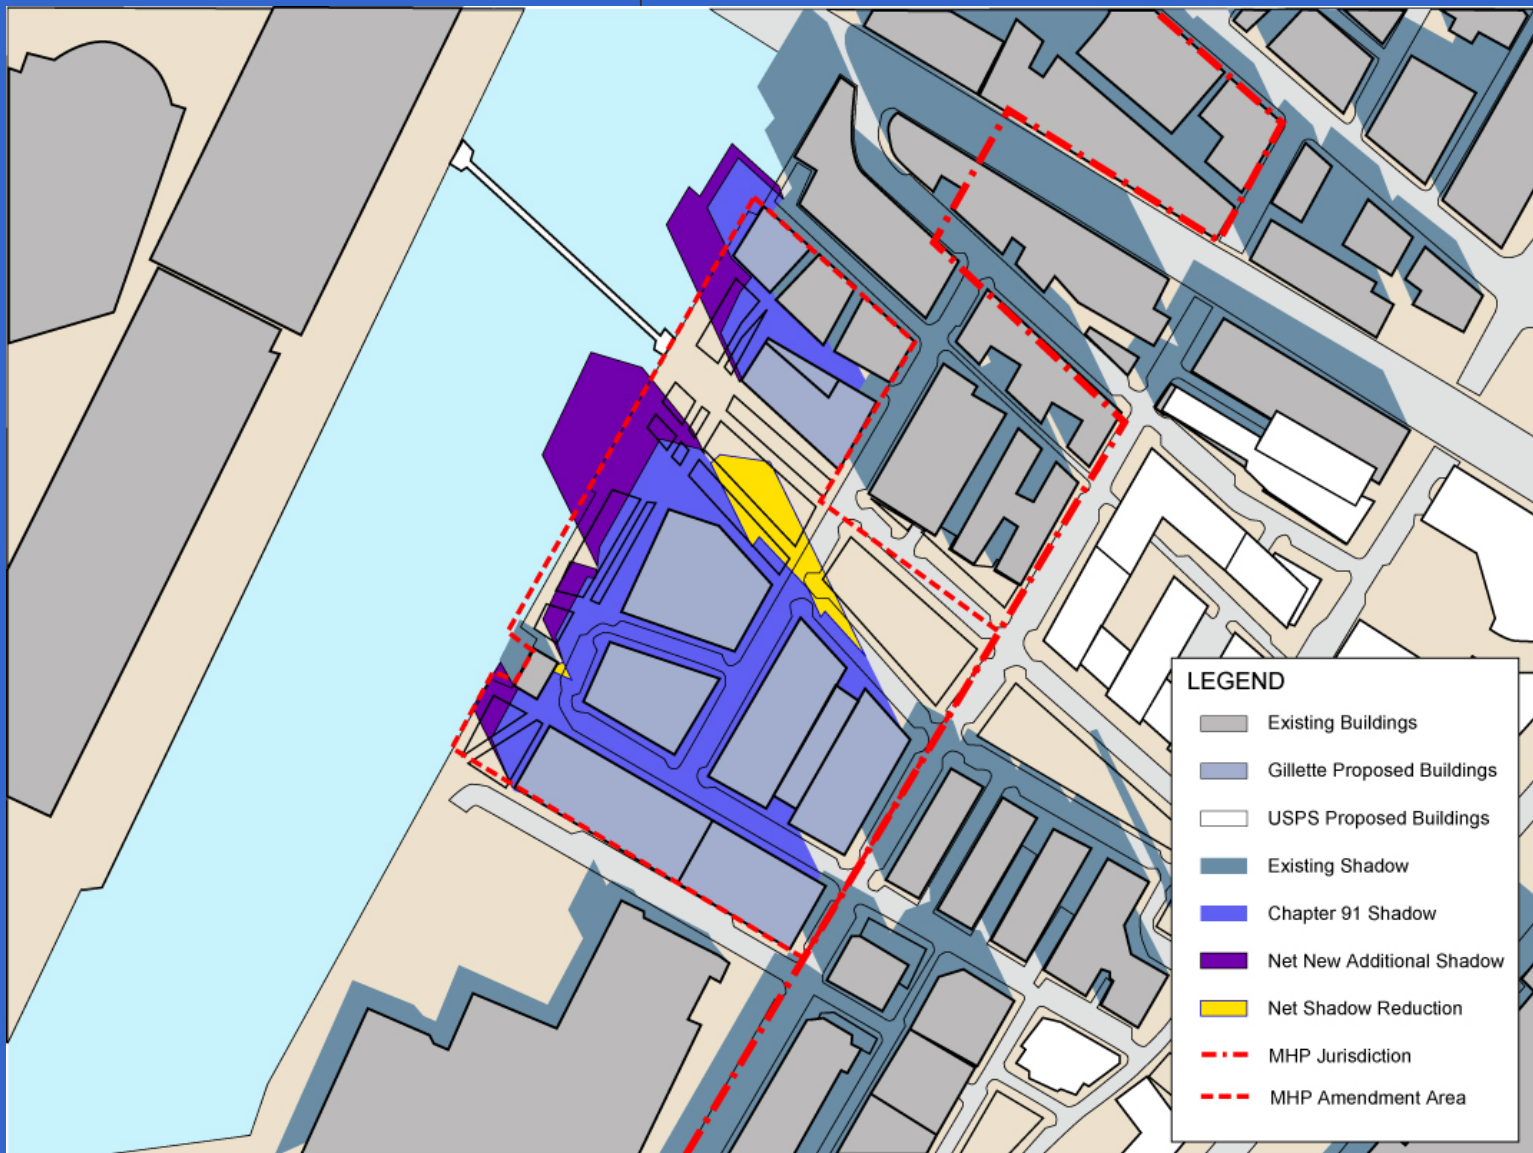 LEGEND
Existing Buildings
Gillette Proposed Buildings
USPS Proposed Buildings
Existing Shadow
Chapter 91 Shadow
Net New Additional Shadow
Net Shadow Reduction
MHP Jurisdiction
MHP Amendment Area